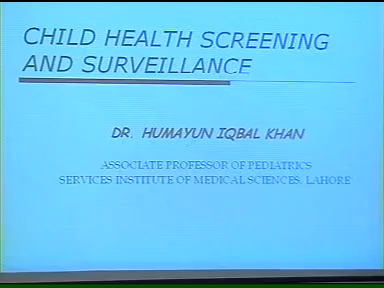 CHILD HEALTH SCREENING
AND SURVEILLANCE
DR. HUMAYUN IQBAL KHAN
ASSOCIATE PROFESSOR OF PEDIATRICS
SERVICES INSTITUTE OF MEDICAL SCIENCES, LAHORE